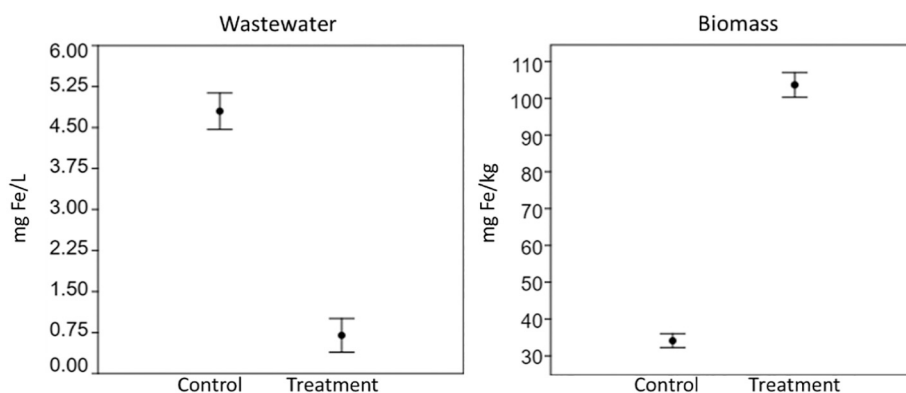 Wastewater
mg Fe/L
6.00
5.25
4.50
3.75
3.00
2.25
1.50
0.75
0.00
Control
Treatment
Biomass
mg Fe/kg
110
100
90
80
70
60
50
40
30
Control
Treatment